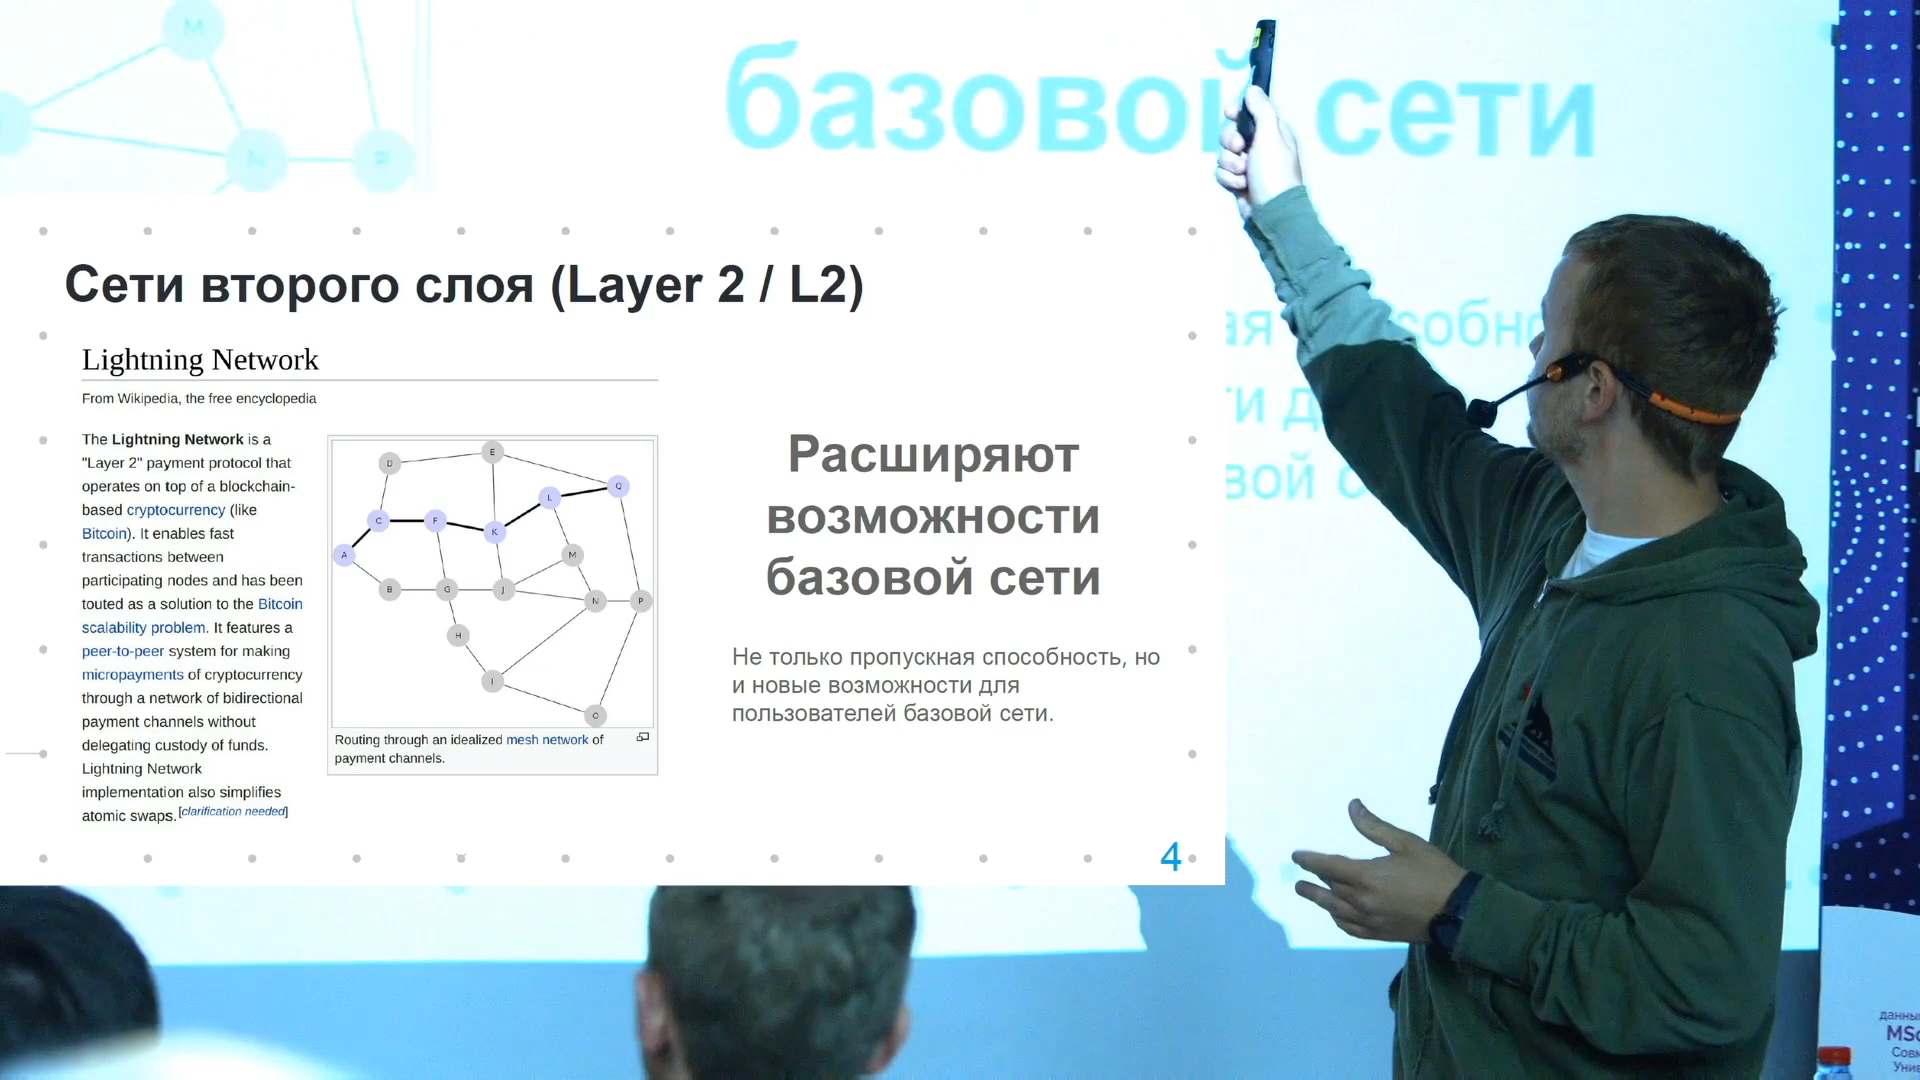 M
N
P
базовой сети
Сети второго слоя (Layer 2 / L2)
Lightning Network
From Wikipedia, the free encyclopedia
The Lightning Network is a
"Layer 2" payment protocol that
operates on top of a blockchain-
based cryptocurrency (like
Bitcoin). It enables fast
transactions between
participating nodes and has been
touted as a solution to the Bitcoin
scalability problem. It features a
peer-to-peer system for making
micropayments of cryptocurrency
through a network of bidirectional
payment channels without
delegating custody of funds.
Lightning Network
implementation also simplifies
atomic swaps.[clarification needed]
D
E
Q
L
C
F
K
A
M
B
G
J
N
P
H
I
O
Routing through an idealized mesh network of
payment channels.
Расширяют
возможности
базовой сети
Не только пропускная способность, но
и новые возможности для
пользователей базовой сети.
4
данны
MSc
Совм
Унив